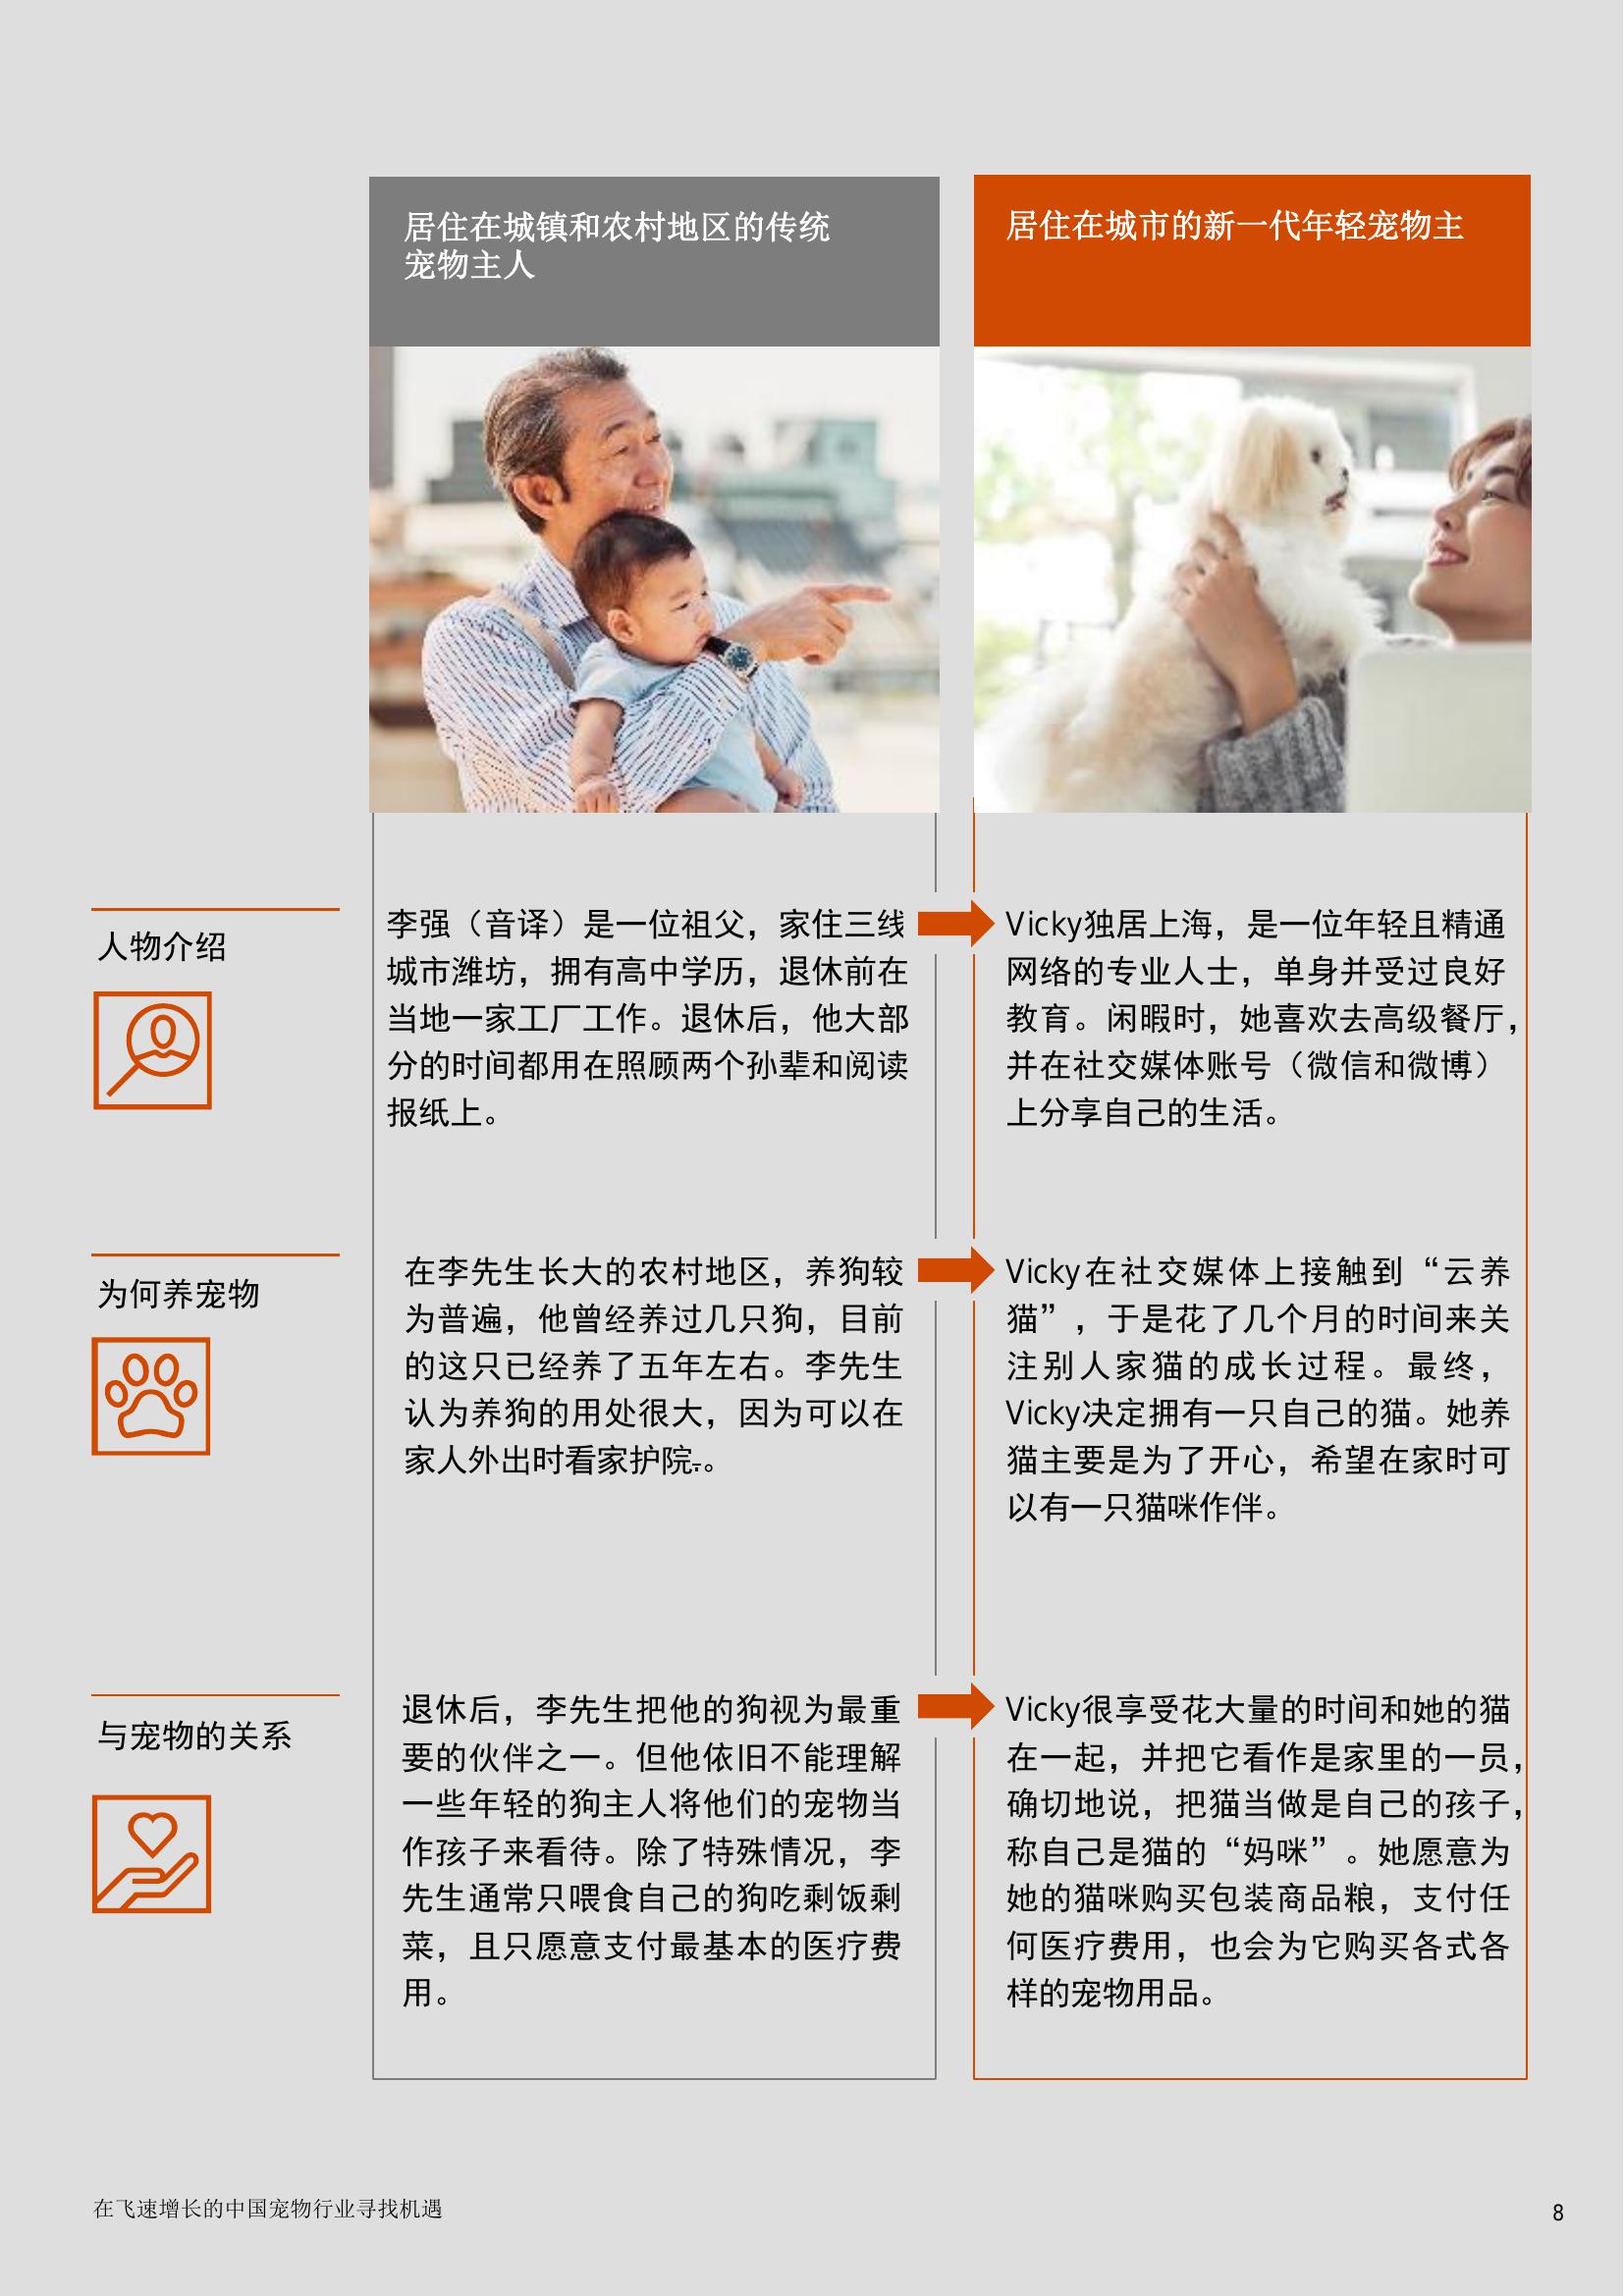 居住在城镇和农村地区的传统
宠物主人
居住在城市的新一代年轻宠物主
人物介绍
李强（音译）是一位祖父，家住三线
城市潍坊，拥有高中学历，退休前在
当地一家工厂工作。退休后，他大部
分的时间都用在照顾两个孙辈和阅读
报纸上。
Vicky独居上海，是一位年轻且精通
网络的专业人士，单身并受过良好
教育。闲暇时，她喜欢去高级餐厅，
并在社交媒体账号（微信和微博）
上分享自己的生活。
为何养宠物
在李先生长大的农村地区，养狗较
为普遍，他曾经养过几只狗，目前
的这只已经养了五年左右。李先生
认为养狗的用处很大，因为可以在
家人外出时看家护院.。
Vicky在社交媒体上接触到“云养
猫”，于是花了几个月的时间来关
注别人家猫的成长过程。最终，
Vicky决定拥有一只自己的猫。她养
猫主要是为了开心，希望在家时可
以有一只猫咪作伴。
与宠物的关系
退休后，李先生把他的狗视为最重
要的伙伴之一。但他依旧不能理解
一些年轻的狗主人将他们的宠物当
作孩子来看待。除了特殊情况，李
先生通常只喂食自己的狗吃剩饭剩
菜，且只愿意支付最基本的医疗费
用。
Vicky很享受花大量的时间和她的猫
在一起，并把它看作是家里的一员，
确切地说，把猫当做是自己的孩子，
称自己是猫的“妈咪”。她愿意为
她的猫咪购买包装商品粮，支付任
何医疗费用，也会为它购买各式各
样的宠物用品。
在飞速增长的中国宠物行业寻找机遇
8